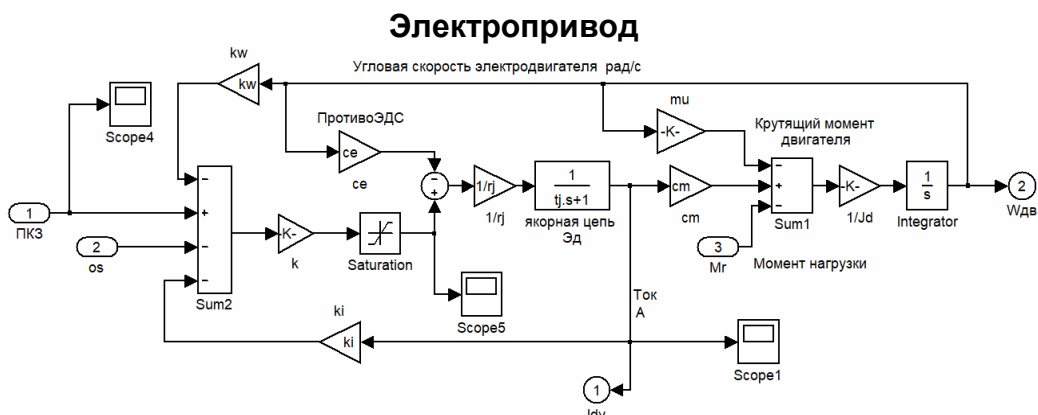 Электропривод
kw
Угловая скорость электродвигателя рад/с
kw
mu
Scope4
ПротивоЭДС
-K-
Крутящий момент
двигателя
ce
ce
−
−
+
1/rj
1/rj
1
tj.s+1
якорная цепь
Эд
cm
cm
−
+
−
Sum1
-K-
1/Jd
1
s
Integrator
2
Wдв
1
ПКЗ
2
os
−
+
−
−
Sum2
-K-
k
Saturation
3
Mr
Момент нагрузки
Scope5
Ток
А
ki
ki
Scope1
1
Idv